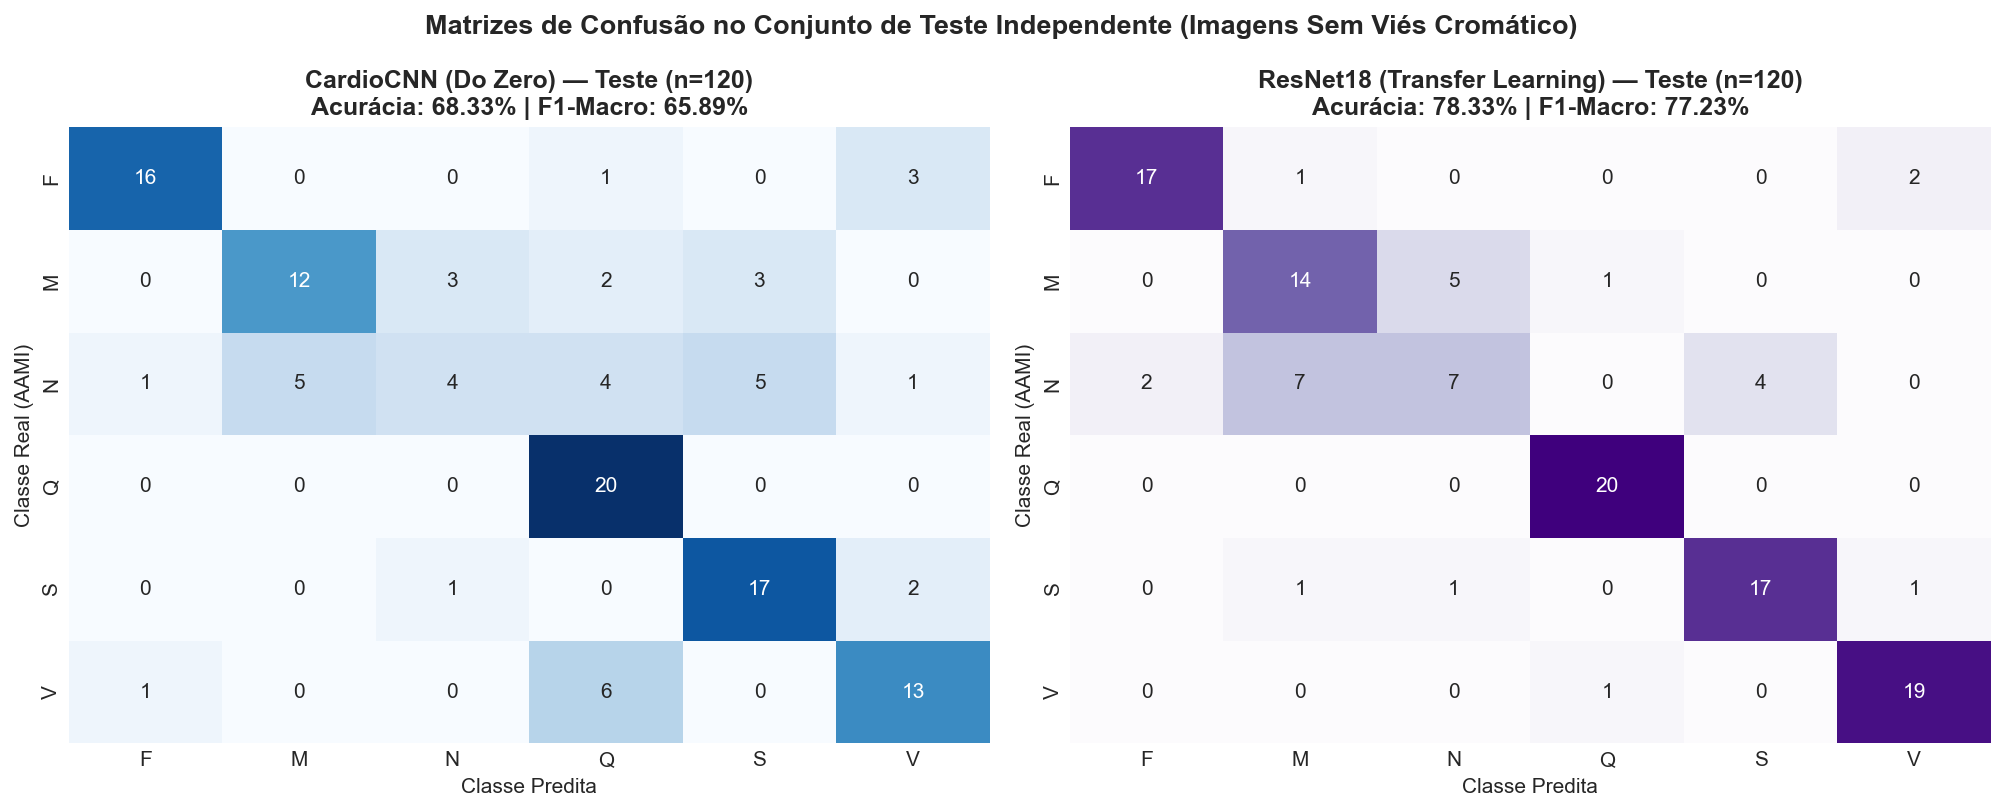 Matrizes de Confusão no Conjunto de Teste Independente (Imagens Sem Viés Cromático)
CardioCNN (Do Zero) — Teste (n=120)
Acurácia: 68.33% | F1-Macro: 65.89%
Classe Real (AAMI)
F 16 0 0 1 0 3
M 0 12 3 2 3 0
N 1 5 4 4 5 1
Q 0 0 0 20 0 0
S 0 0 1 0 17 2
V 1 0 0 6 0 13
F M N Q S V
Classe Predita
ResNet18 (Transfer Learning) — Teste (n=120)
Acurácia: 78.33% | F1-Macro: 77.23%
Classe Real (AAMI)
F 17 1 0 0 0 2
M 0 14 5 1 0 0
N 2 7 7 0 4 0
Q 0 0 0 20 0 0
S 0 1 1 0 17 1
V 0 0 0 1 0 19
F M N Q S V
Classe Predita